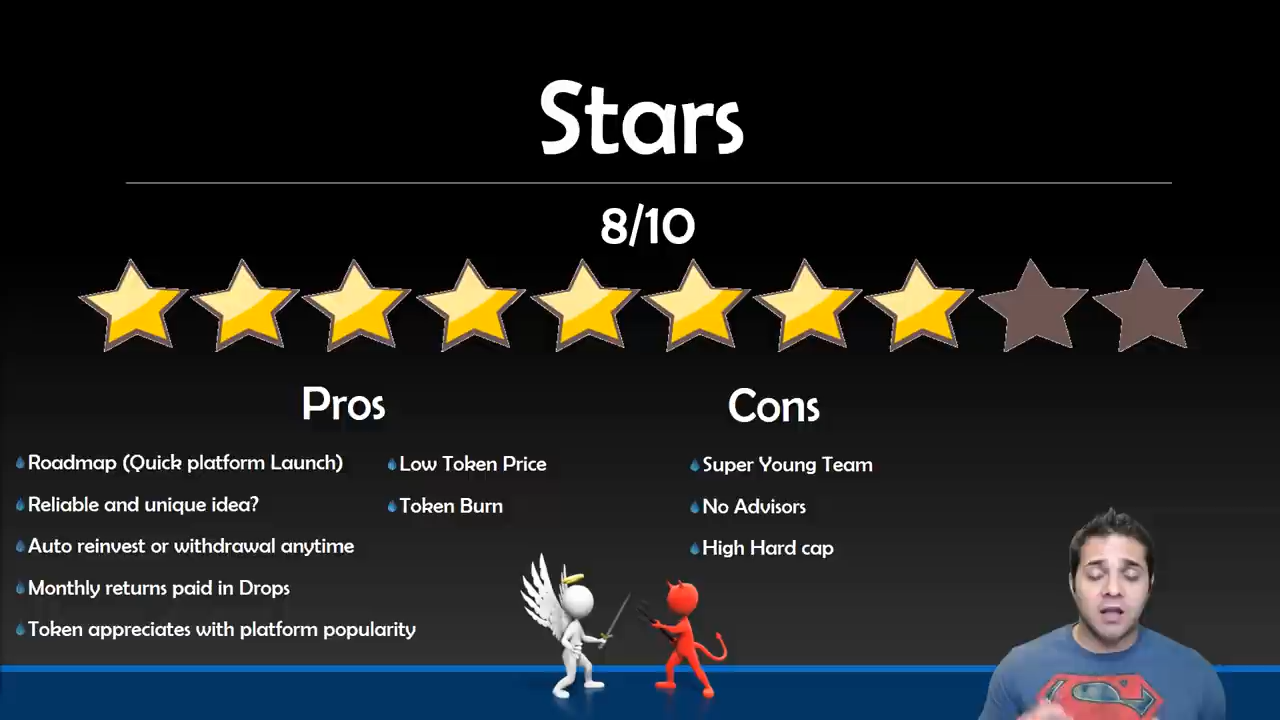 Stars
8/10
Pros
Roadmap (Quick platform Launch)
Reliable and unique idea?
Auto reinvest or withdrawal anytime
Monthly returns paid in Drops
Token appreciates with platform popularity
Low Token Price
Token Burn
Cons
Super Young Team
No Advisors
High Hard cap